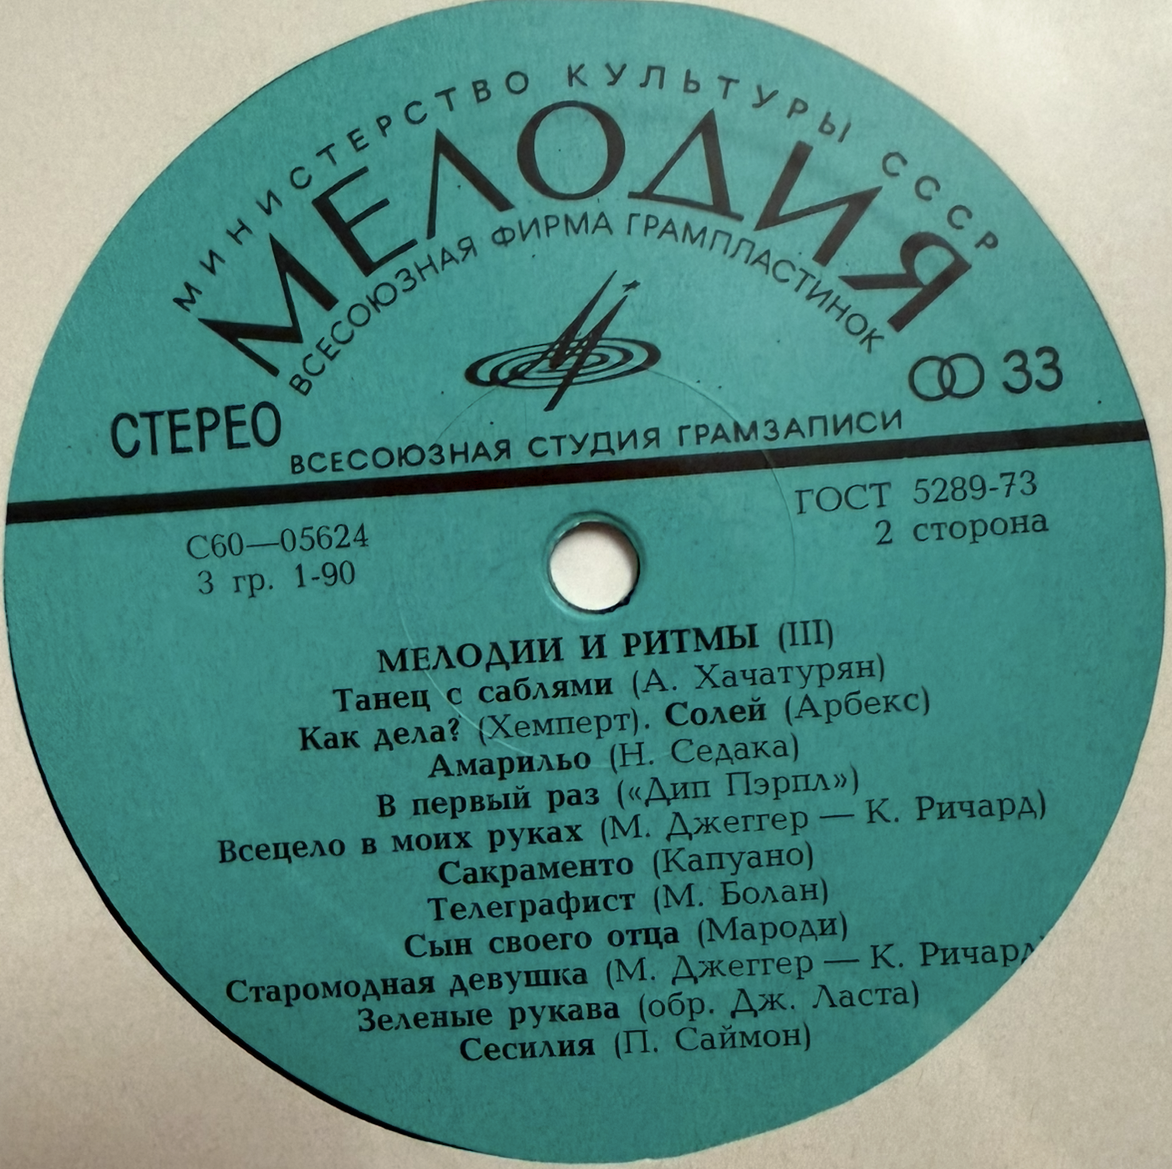 МИНИСТЕРСТВО КУЛЬТУРЫ СССР
МЕЛОДИЯ
ВСЕСОЮЗНАЯ ФИРМА ГРАМПЛАСТИНОК
СТЕРЕО
33
ВСЕСОЮЗНАЯ СТУДИЯ ГРАМЗАПИСИ
С60—05624
3 гр. 1-90
ГОСТ 5289-73
2 сторона
МЕЛОДИИ И РИТМЫ (III)
Танец с саблями (А. Хачатурян)
Как дела? (Хемперт). Солей (Арбекс)
Амарильо (Н. Седака)
В первый раз («Дип Пэрпл»)
Всецело в моих руках (М. Джеггер — К. Ричард)
Сакраменто (Капуано)
Телеграфист (М. Болан)
Сын своего отца (Мароди)
Старомодная девушка (М. Джеггер — К. Ричард
Зеленые рукава (обр. Дж. Ласта)
Сесилия (П. Саймон)